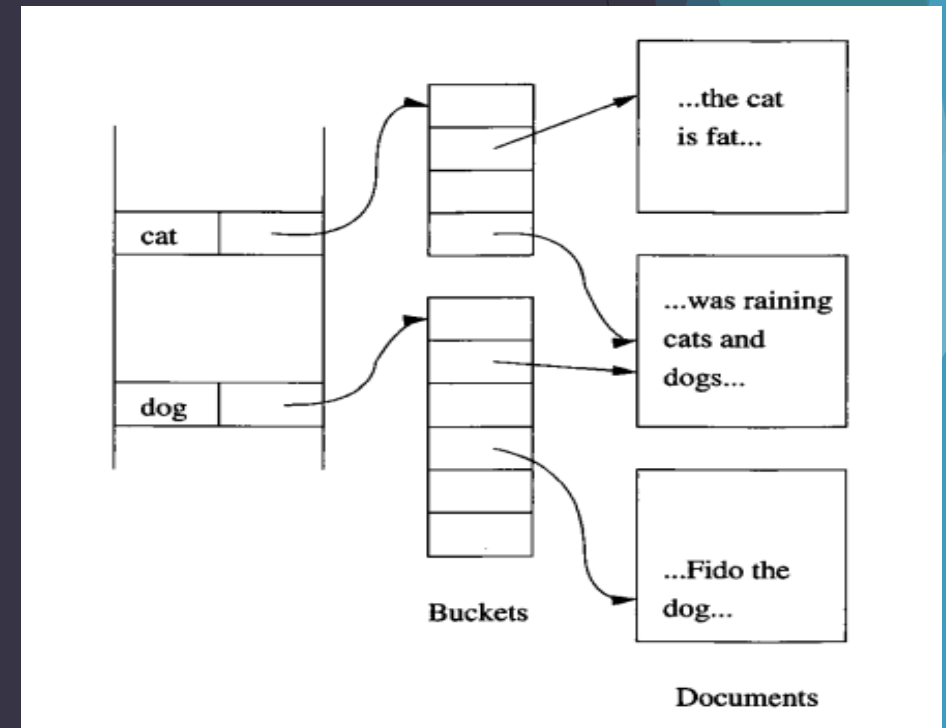 cat
dog
Buckets
...the cat
is fat...
...was raining
cats and
dogs...
...Fido the
dog...
Documents